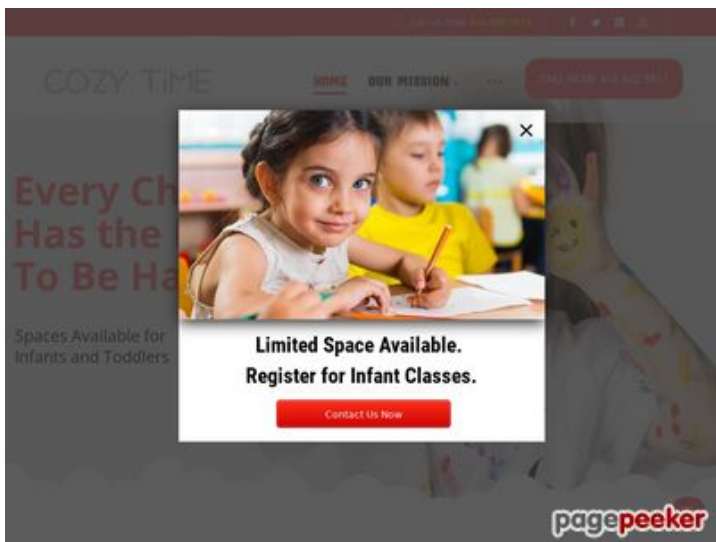 COZY TiME
HOME
OUR MISSION
Every Ch
Has the
To Be Ha
Spaces Available for
Infants and Toddlers
Limited Space Available.
Register for Infant Classes.
Contact Us Now
pagepeeker